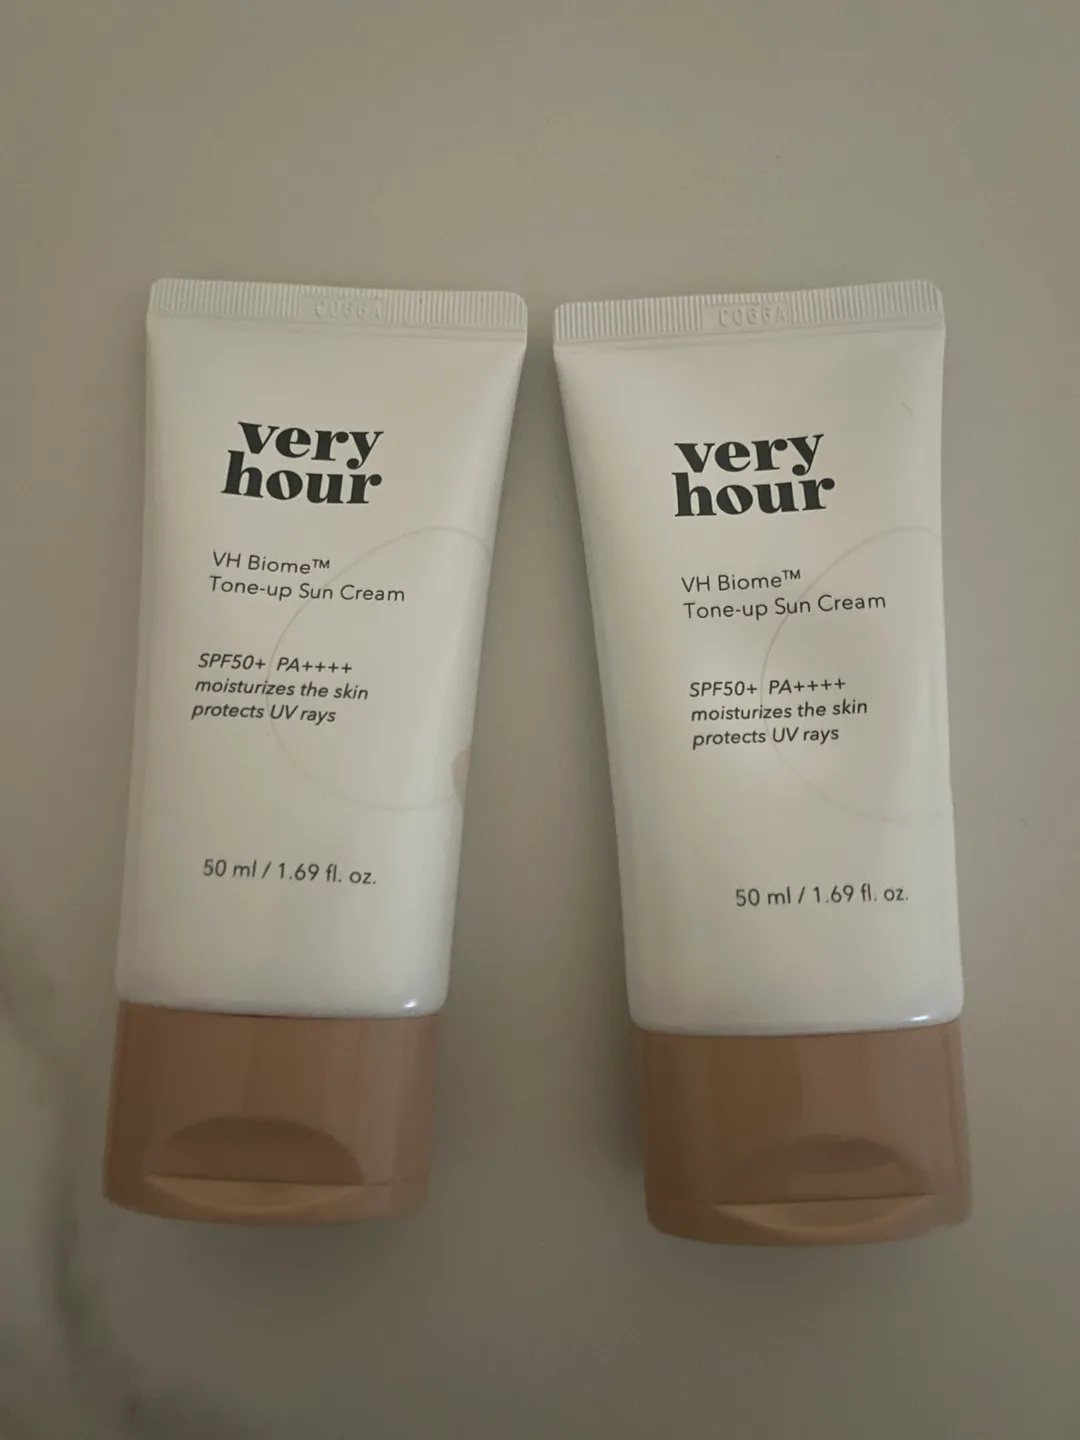 very
hour
VH Biome™
Tone-up Sun Cream
SPF50+ PA++++
moisturizes the skin
protects UV rays
50 ml / 1.69 fl. oz.
very
hour
VH Biome™
Tone-up Sun Cream
SPF50+ PA++++
moisturizes the skin
protects UV rays
50 ml / 1.69 fl. oz.